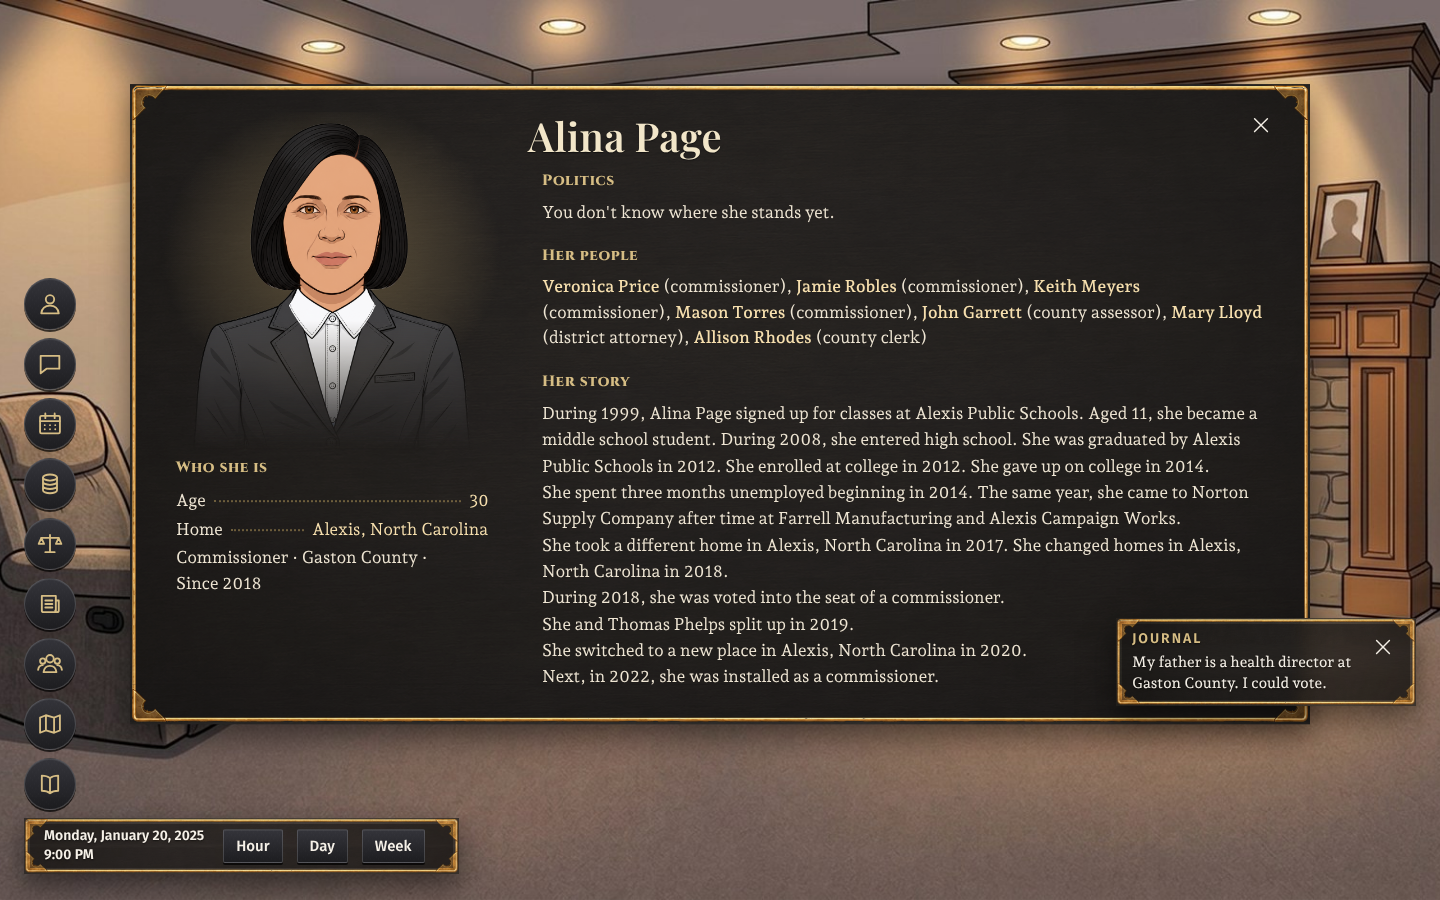 Alina Page
Politics
You don't know where she stands yet.
Her people
Veronica Price (commissioner), Jamie Robles (commissioner), Keith Meyers
(commissioner), Mason Torres (commissioner), John Garrett (county assessor), Mary Lloyd
(district attorney), Allison Rhodes (county clerk)
Her story
During 1999, Alina Page signed up for classes at Alexis Public Schools. Aged 11, she became a
middle school student. During 2008, she entered high school. She was graduated by Alexis
Public Schools in 2012. She enrolled at college in 2012. She gave up on college in 2014.
She spent three months unemployed beginning in 2014. The same year, she came to Norton
Supply Company after time at Farrell Manufacturing and Alexis Campaign Works.
She took a different home in Alexis, North Carolina in 2017. She changed homes in Alexis,
North Carolina in 2018.
During 2018, she was voted into the seat of a commissioner.
She and Thomas Phelps split up in 2019.
She switched to a new place in Alexis, North Carolina in 2020.
Next, in 2022, she was installed as a commissioner.
Who she is
Age 30
Home Alexis, North Carolina
Commissioner · Gaston County ·
Since 2018
JOURNAL
My father is a health director at
Gaston County. I could vote.
Monday, January 20, 2025
9:00 PM
Hour
Day
Week